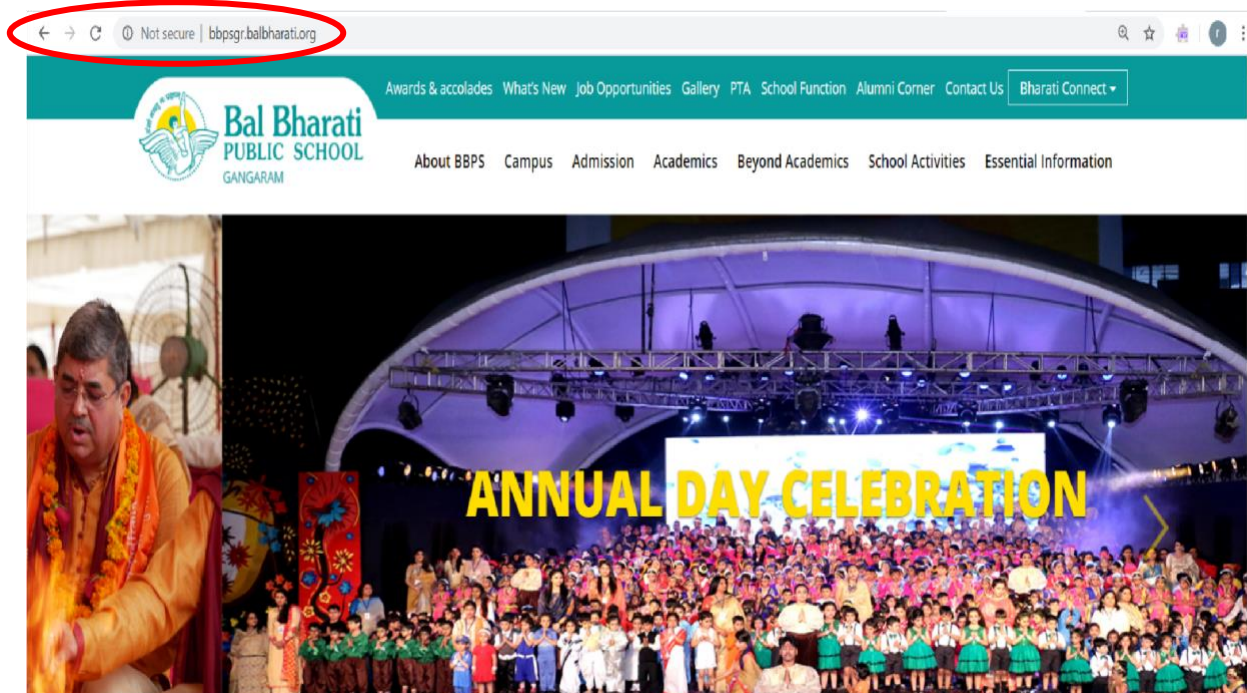 Not secure | bbpsgr.balbharati.org
Awards & accolades What's New Job Opportunities Gallery PTA School Function Alumni Corner Contact Us Bharati Connect
Bal Bharati
PUBLIC SCHOOL
GANGARAM
About BBPS Campus Admission Academics Beyond Academics School Activities Essential Information
ANNUAL DAY CELEBRATION